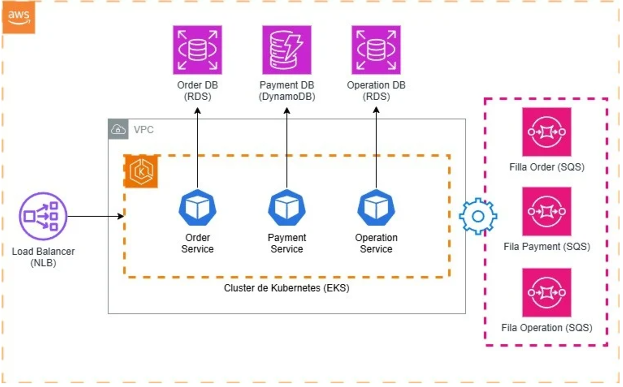 aws
Order DB
(RDS)
Payment DB
(DynamoDB)
Operation DB
(RDS)
VPC
K
Load Balancer
(NLB)
Order
Service
Payment
Service
Operation
Service
Cluster de Kubernetes (EKS)
Filla Order (SQS)
Fila Payment (SQS)
Fila Operation (SQS)